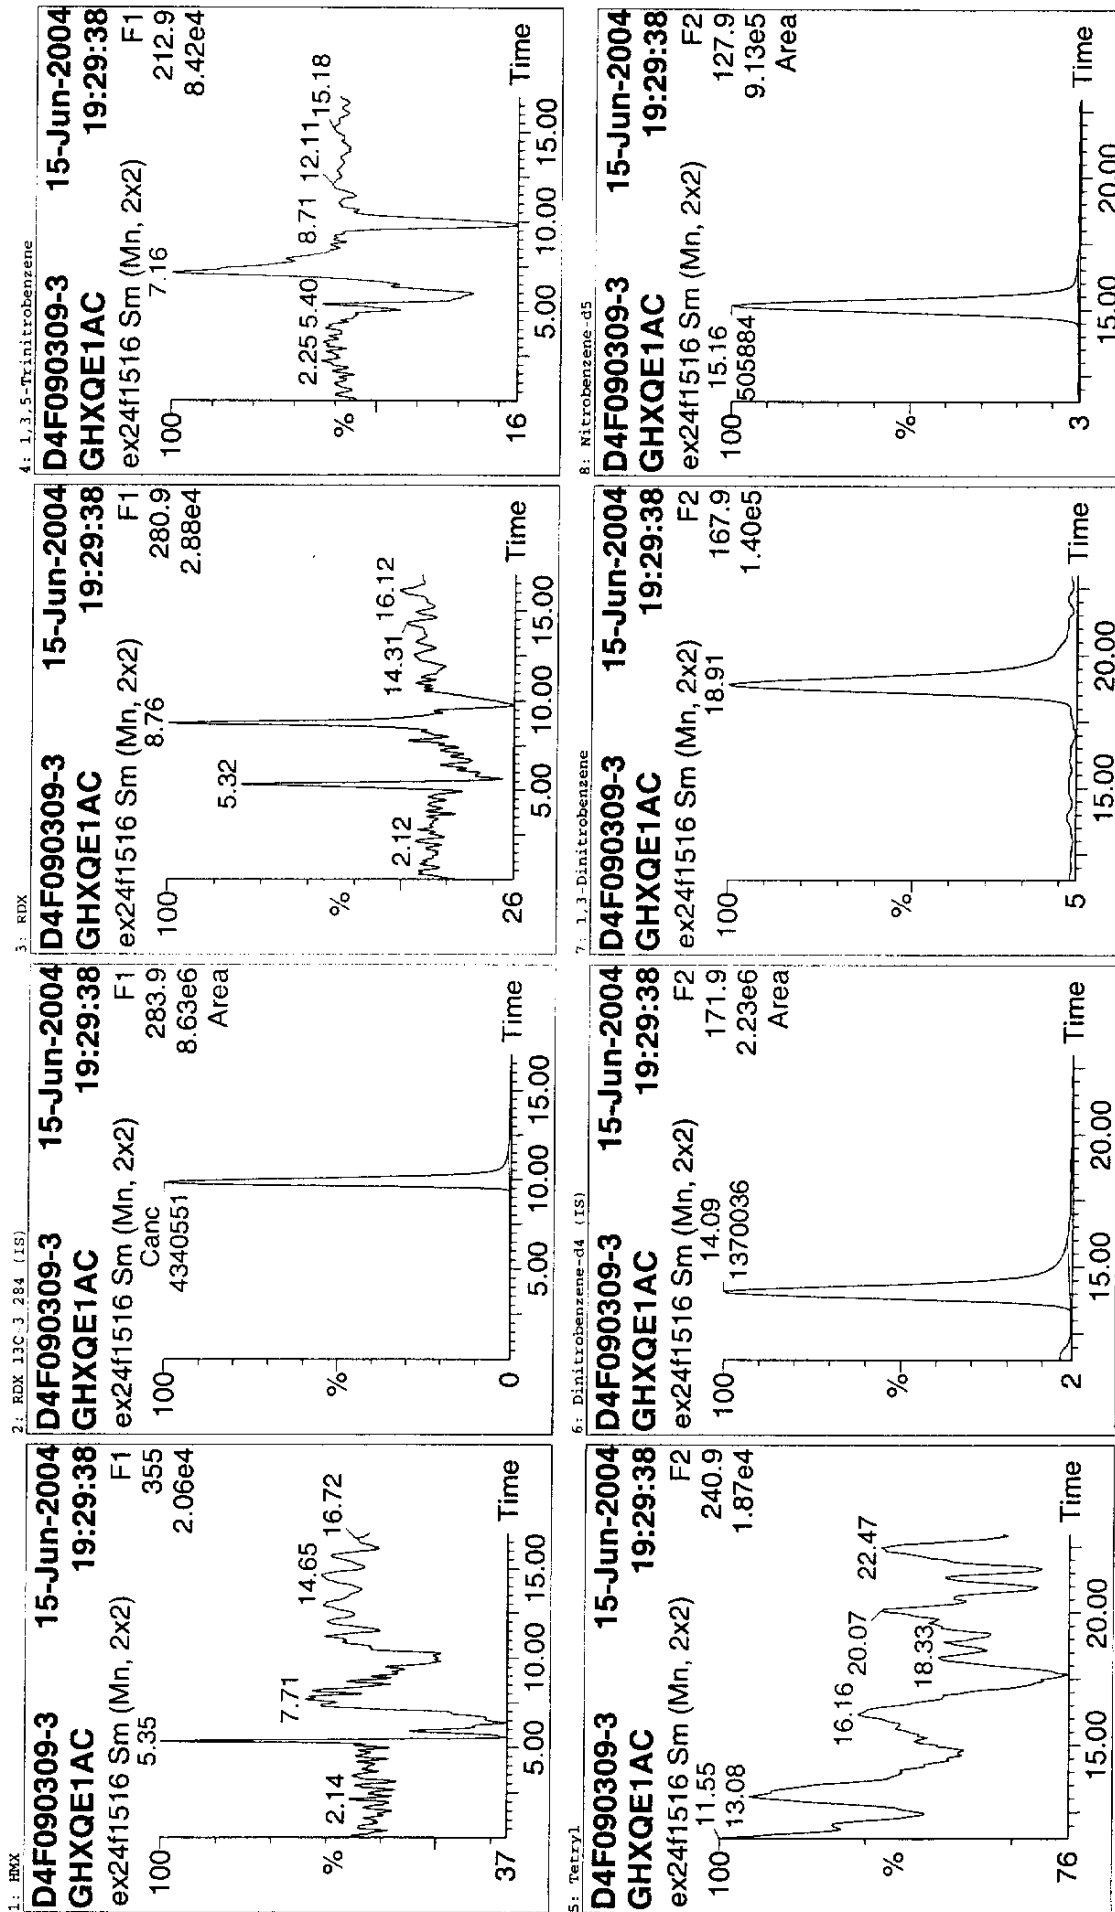 1: HMX
D4F090309-3 15-Jun-2004
GHXQE1AC 19:29:38
ex24f1516 Sm (Mn, 2x2) F1
355
2.06e4
100
5.35
2.14
7.71
14.65
16.72
%
37
5.00 10.00 15.00 Time
2: RDX 13C-3 284 (IS)
D4F090309-3 15-Jun-2004
GHXQE1AC 19:29:38
ex24f1516 Sm (Mn, 2x2) F1
283.9
8.63e6
Area
100
Canc
4340551
%
0
5.00 10.00 15.00 Time
3: RDX
D4F090309-3 15-Jun-2004
GHXQE1AC 19:29:38
ex24f1516 Sm (Mn, 2x2) F1
280.9
2.88e4
100
8.76
5.32
2.12
14.31
16.12
%
26
5.00 10.00 15.00 Time
4: 1,3,5-Trinitrobenzene
D4F090309-3 15-Jun-2004
GHXQE1AC 19:29:38
ex24f1516 Sm (Mn, 2x2) F1
212.9
8.42e4
100
7.16
2.25 5.40 8.71 12.11 15.18
%
16
5.00 10.00 15.00 Time
5: Tetryl
D4F090309-3 15-Jun-2004
GHXQE1AC 19:29:38
ex24f1516 Sm (Mn, 2x2) F2
240.9
1.87e4
100
11.55
13.08
16.16
20.07
18.33
22.47
%
76
15.00 20.00 Time
6: Dinitrobenzene-d4 (IS)
D4F090309-3 15-Jun-2004
GHXQE1AC 19:29:38
ex24f1516 Sm (Mn, 2x2) F2
171.9
2.23e6
Area
100
14.09
1370036
%
2
15.00 20.00 Time
7: 1,3-Dinitrobenzene
D4F090309-3 15-Jun-2004
GHXQE1AC 19:29:38
ex24f1516 Sm (Mn, 2x2) F2
167.9
1.40e5
100
18.91
%
5
15.00 20.00 Time
8: Nitrobenzene-d5
D4F090309-3 15-Jun-2004
GHXQE1AC 19:29:38
ex24f1516 Sm (Mn, 2x2) F2
127.9
9.13e5
Area
100
15.16
505884
%
3
15.00 20.00 Time